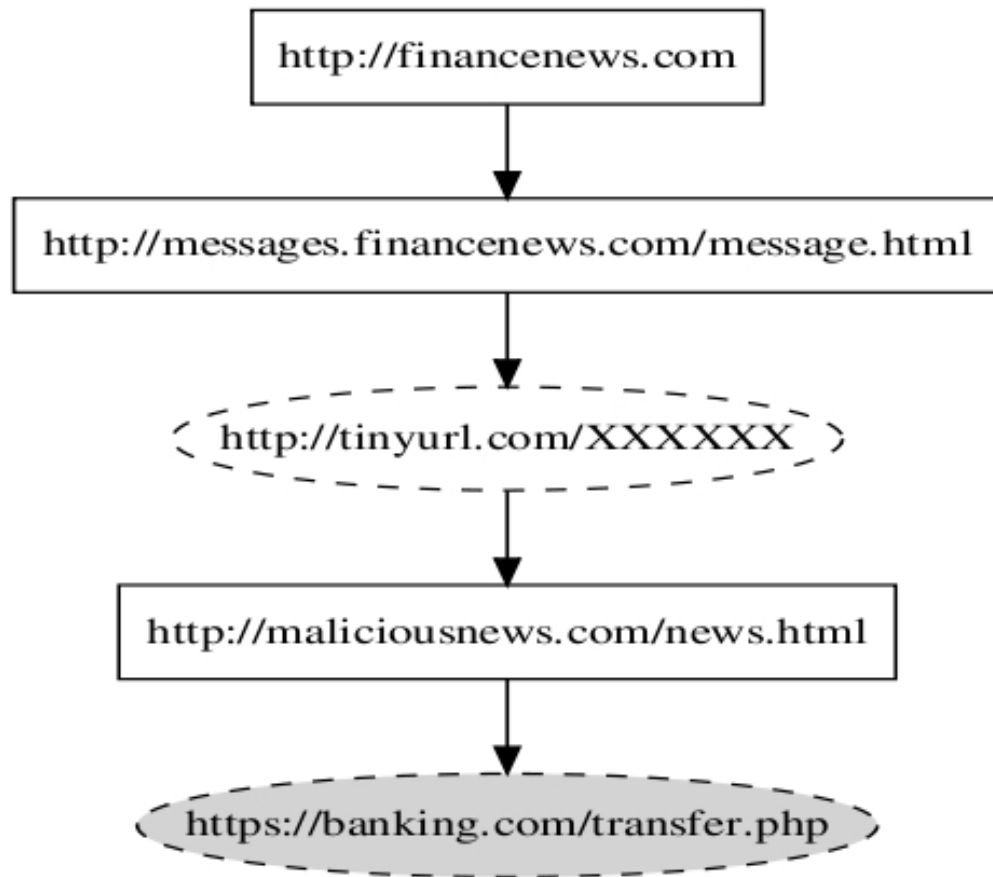 http://financenews.com
http://messages.financenews.com/message.html
http://tinyurl.com/XXXXXX
http://maliciousnews.com/news.html
https://banking.com/transfer.php